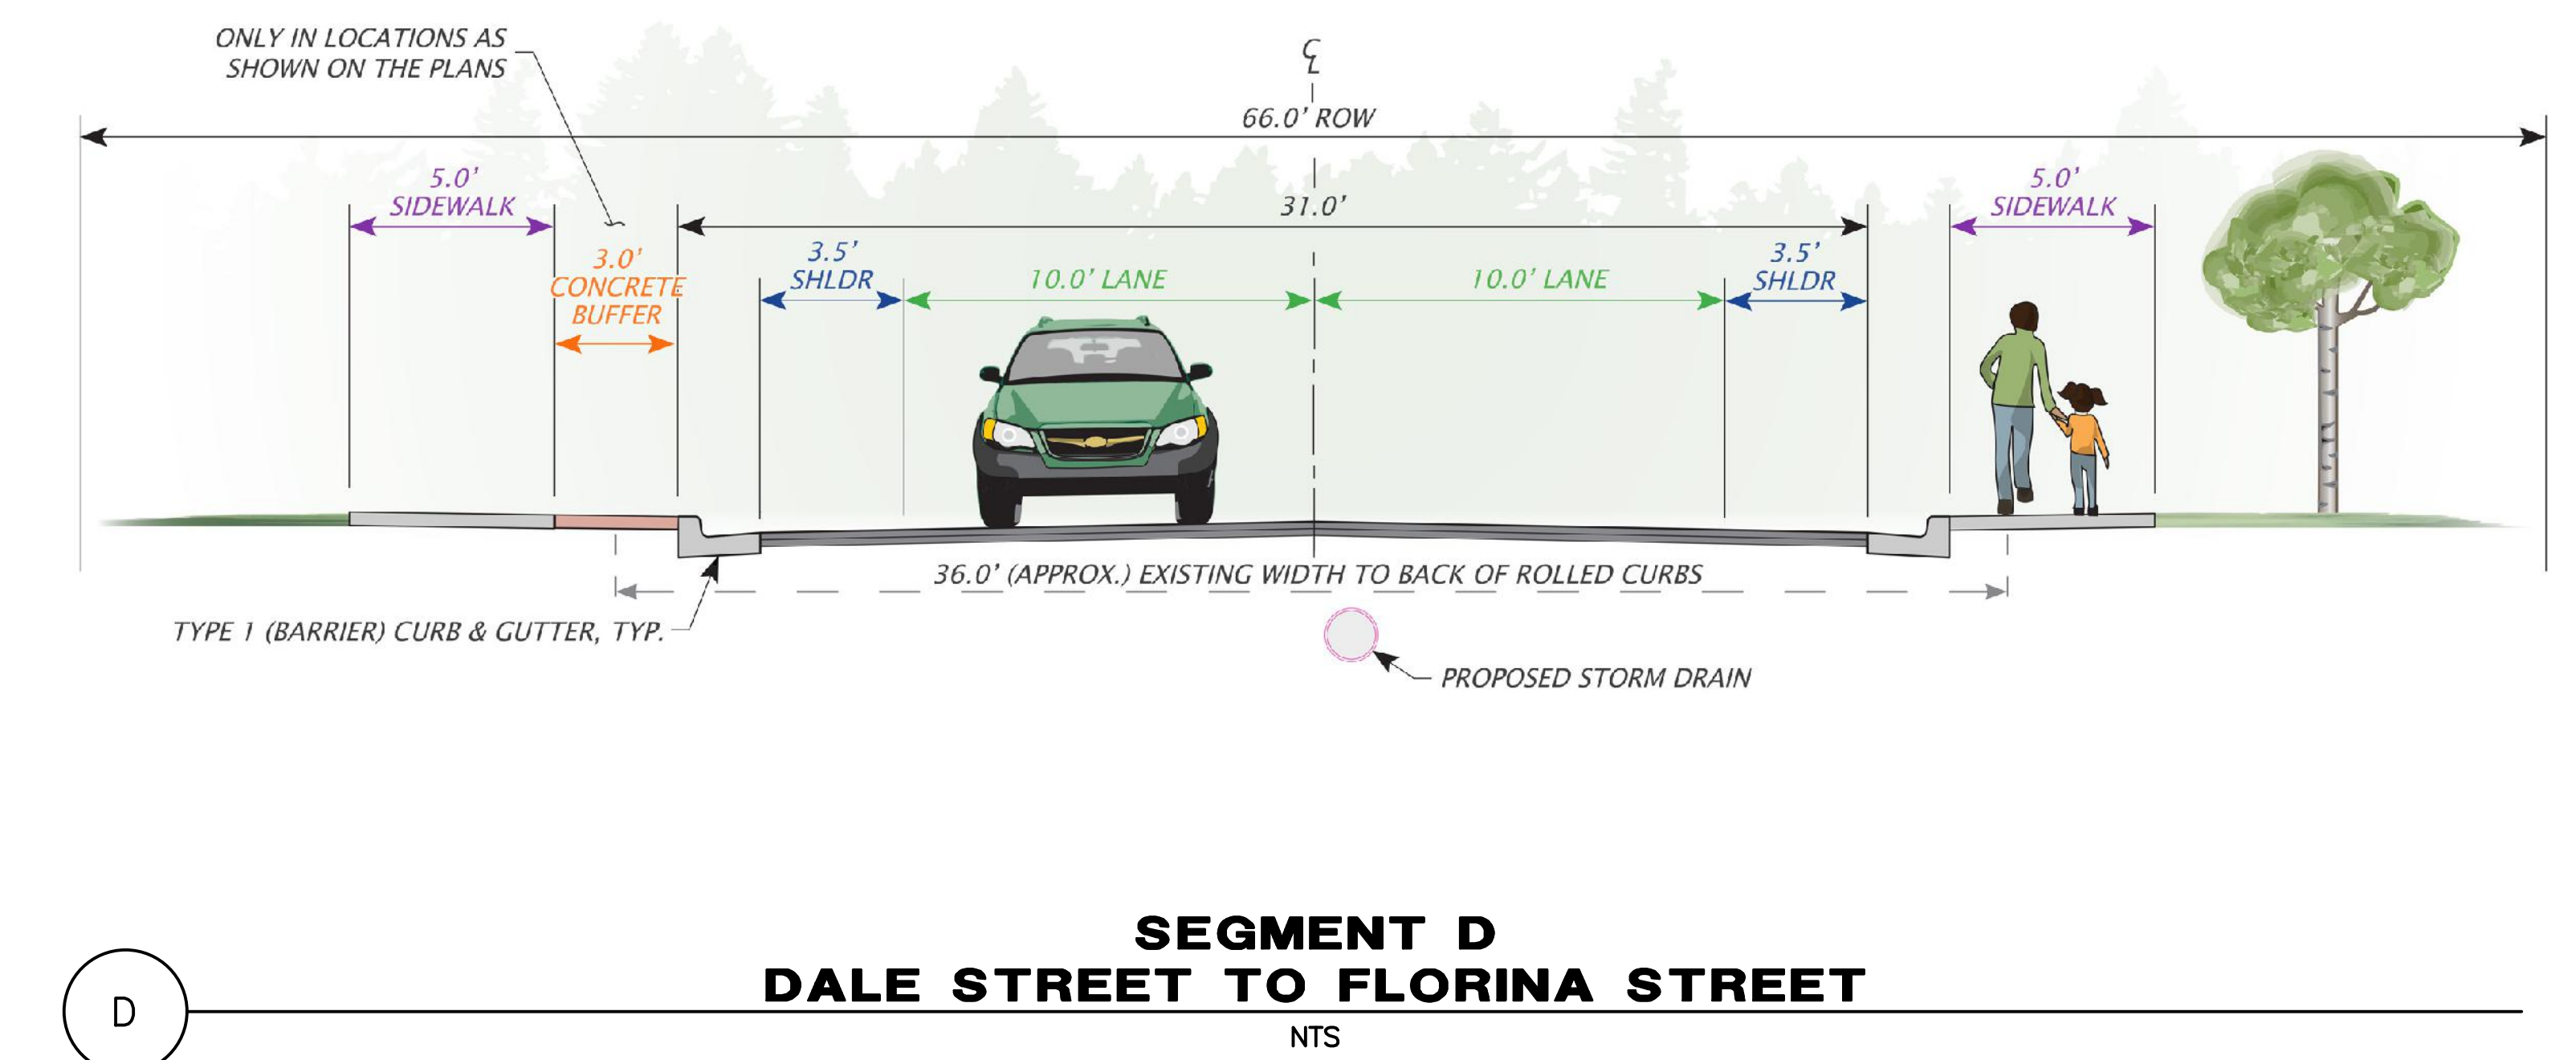 ONLY IN LOCATIONS AS
SHOWN ON THE PLANS
℄
66.0' ROW
5.0'
SIDEWALK
31.0'
5.0'
SIDEWALK
3.0'
CONCRETE
BUFFER
3.5'
SHLDR
10.0' LANE
10.0' LANE
3.5'
SHLDR
36.0' (APPROX.) EXISTING WIDTH TO BACK OF ROLLED CURBS
TYPE 1 (BARRIER) CURB & GUTTER, TYP.
PROPOSED STORM DRAIN
SEGMENT D
DALE STREET TO FLORINA STREET
D
NTS